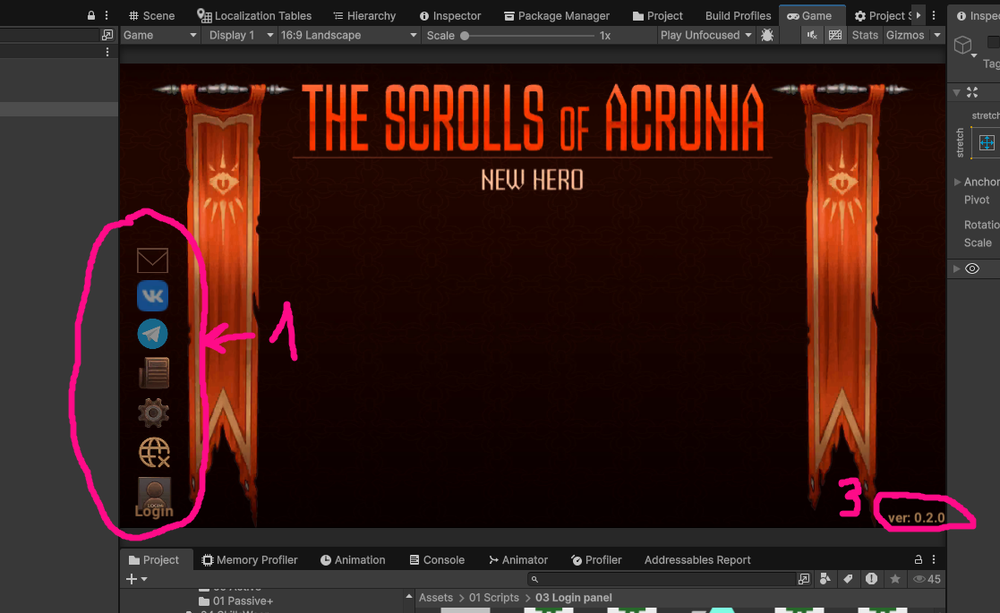 Scene Localization Tables Hierarchy Inspector Package Manager Project Build Profiles Game Project S Inspe
Game Display 1 16:9 Landscape Scale 1x Play Unfocused Stats Gizmos
Tag
THE SCROLLS OF ACRONIA
NEW HERO
stretch
stretch
Anchor
Pivot
Rotatio
Scale
1
LOGIN
Login
3
ver: 0.2.0
Project Memory Profiler Animation Console Animator Profiler Addressables Report
45
01 Passive+
Assets > 01 Scripts > 03 Login panel